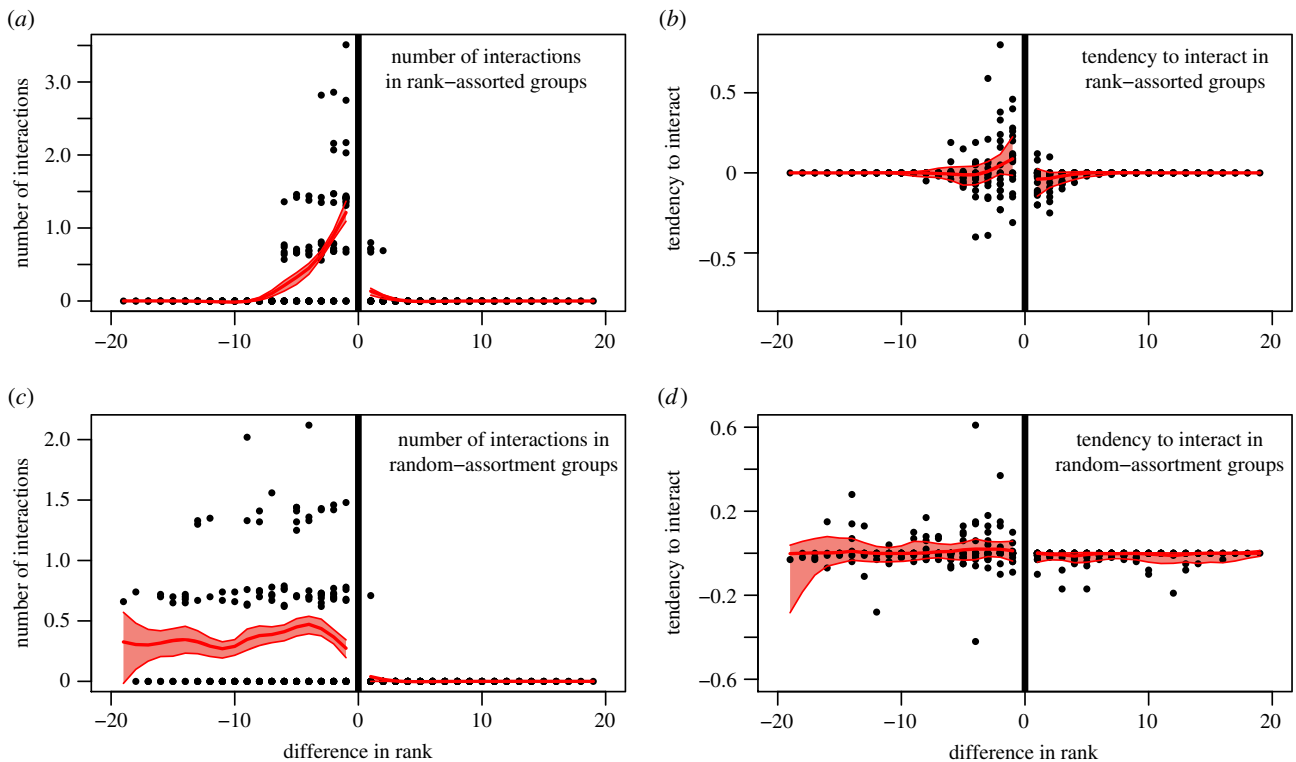 (a)
number of interactions
in rank−assorted groups
number of interactions
3.0
2.0
1.0
0
−20
−10
0
10
20
(b)
tendency to interact in
rank−assorted groups
tendency to interact
0.5
0
−0.5
−20
−10
0
10
20
(c)
number of interactions in
random−assortment groups
number of interactions
2.0
1.5
1.0
0.5
0
−20
−10
0
10
20
difference in rank
(d)
tendency to interact in
random−assortment groups
tendency to interact
0.6
0.2
−0.2
−0.6
−20
−10
0
10
20
difference in rank